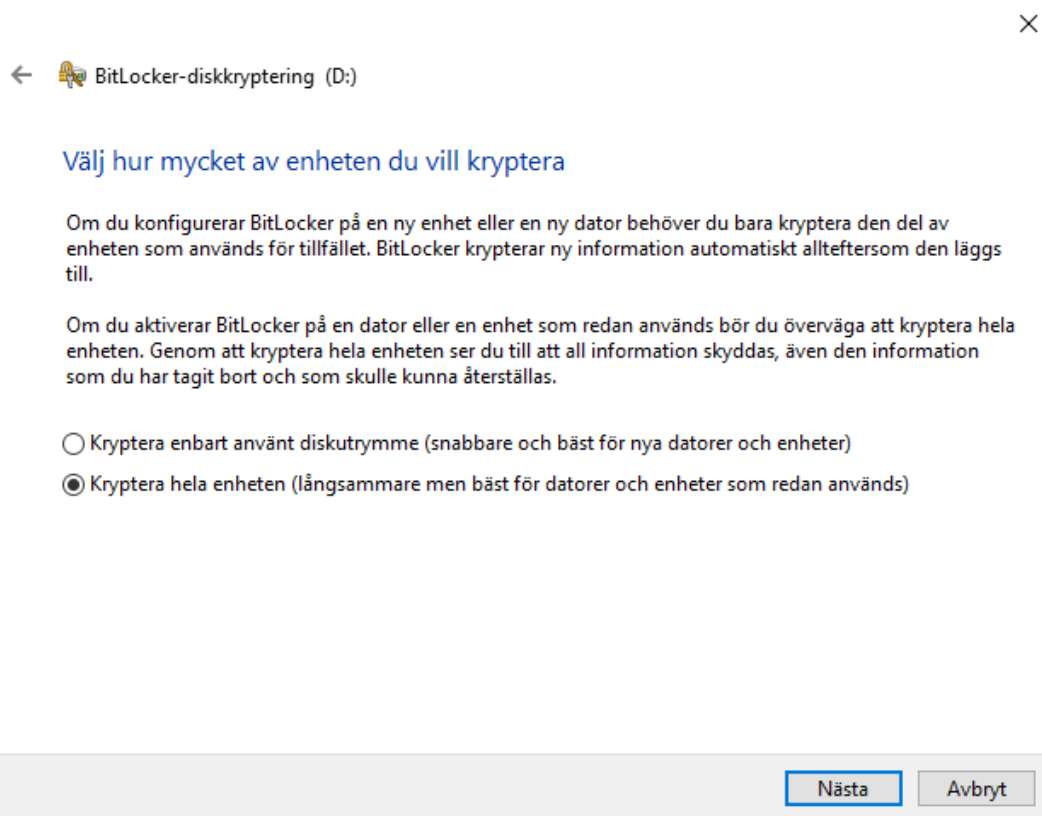 BitLocker-diskkryptering (D:)
Välj hur mycket av enheten du vill kryptera
Om du konfigurerar BitLocker på en ny enhet eller en ny dator behöver du bara kryptera den del av
enheten som används för tillfället. BitLocker krypterar ny information automatiskt allteftersom den läggs
till.
Om du aktiverar BitLocker på en dator eller en enhet som redan används bör du överväga att kryptera hela
enheten. Genom att kryptera hela enheten ser du till att all information skyddas, även den information
som du har tagit bort och som skulle kunna återställas.
Kryptera enbart använt diskutrymme (snabbare och bäst för nya datorer och enheter)
Kryptera hela enheten (långsammare men bäst för datorer och enheter som redan används)
Nästa Avbryt